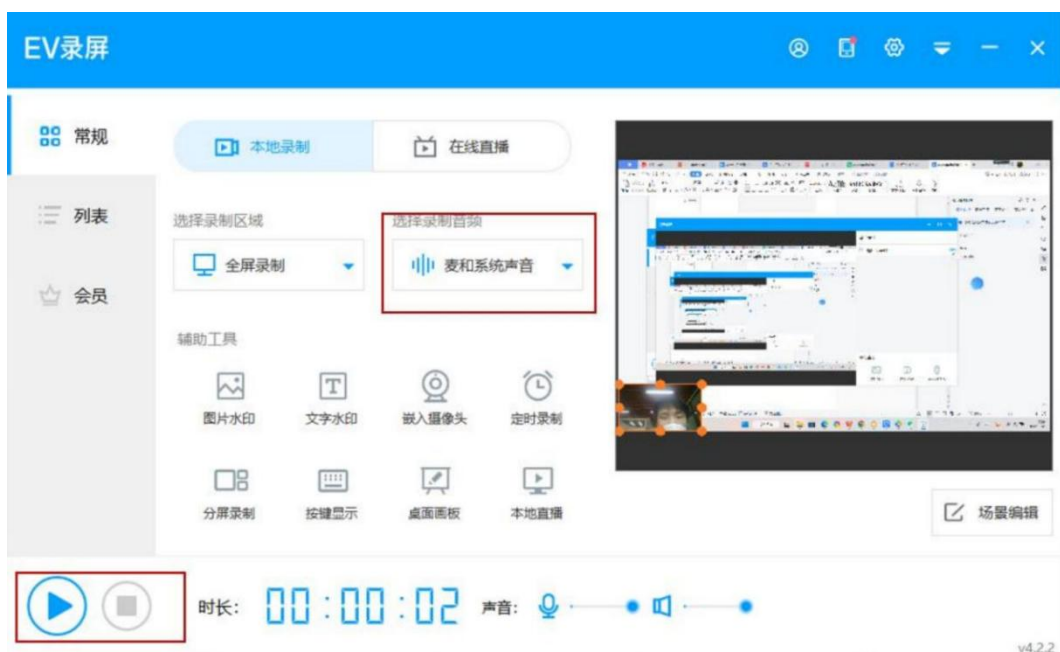 EV录屏
常规
本地录制
在线直播
列表
选择录制区域
选择录制音频
全屏录制
麦和系统声音
会员
辅助工具
图片水印
文字水印
嵌入摄像头
定时录制
分屏录制
按键显示
桌面画板
本地直播
场景编辑
时长:
00:00:02
声音:
v4.2.2